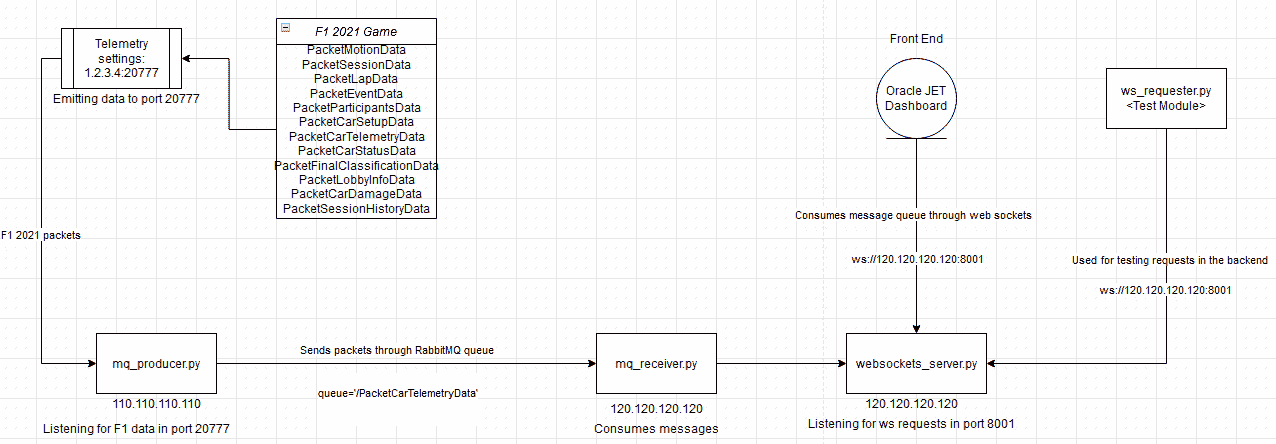 Telemetry
settings:
1.2.3.4:20777
Emitting data to port 20777
F1 2021 Game
PacketMotionData
PacketSessionData
PacketLapData
PacketEventData
PacketParticipantsData
PacketCarSetupData
PacketCarTelemetryData
PacketCarStatusData
PacketFinalClassificationData
PacketLobbyInfoData
PacketCarDamageData
PacketSessionHistoryData
Front End
Oracle JET
Dashboard
ws_requester.py
<Test Module>
F1 2021 packets
Consumes message queue through web sockets
ws://120.120.120.120:8001
Used for testing requests in the backend
ws://120.120.120.120:8001
mq_producer.py
110.110.110.110
Listening for F1 data in port 20777
Sends packets through RabbitMQ queue
queue='/PacketCarTelemetryData'
mq_receiver.py
120.120.120.120
Consumes messages
websockets_server.py
120.120.120.120
Listening for ws requests in port 8001